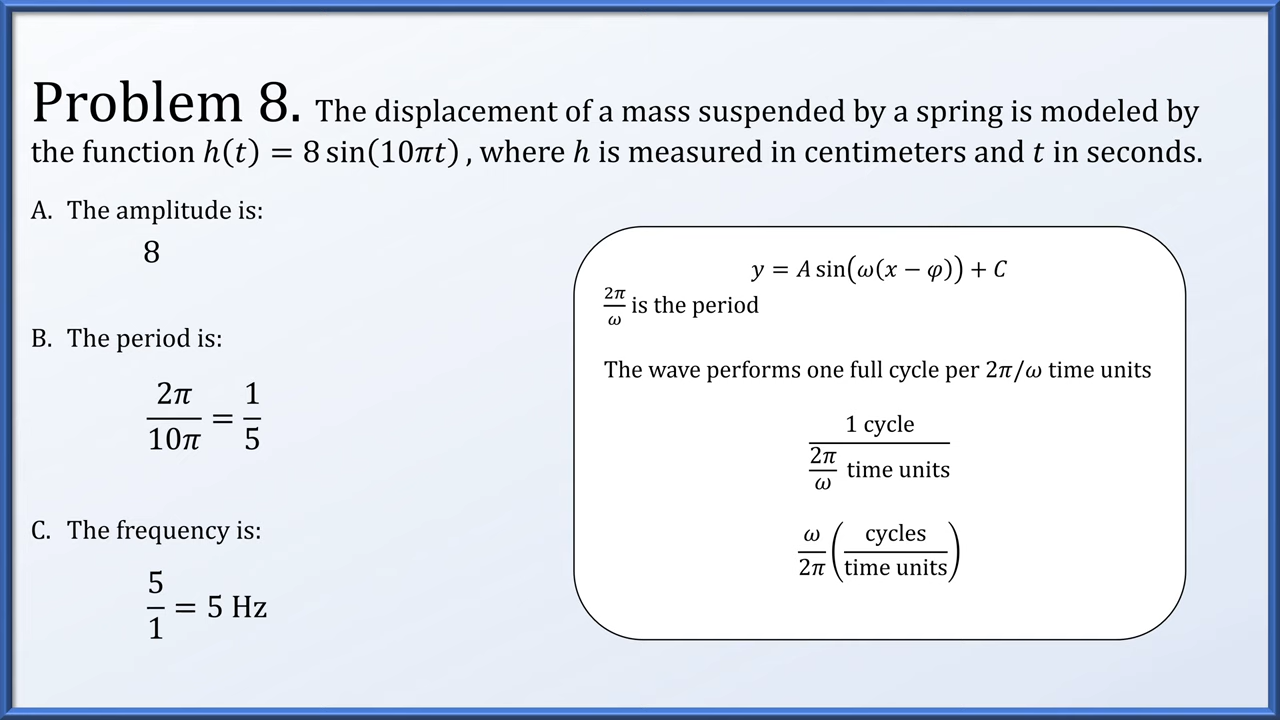 Problem 8. The displacement of a mass suspended by a spring is modeled by
the function h(t) = 8 sin(10πt) , where h is measured in centimeters and t in seconds.
A. The amplitude is:
8
B. The period is:
2π/10π = 1/5
C. The frequency is:
5/1 = 5 Hz
y = A sin(ω(x − φ)) + C
2π/ω is the period
The wave performs one full cycle per 2π/ω time units
1 cycle / 2π/ω time units
ω/2π (cycles/time units)